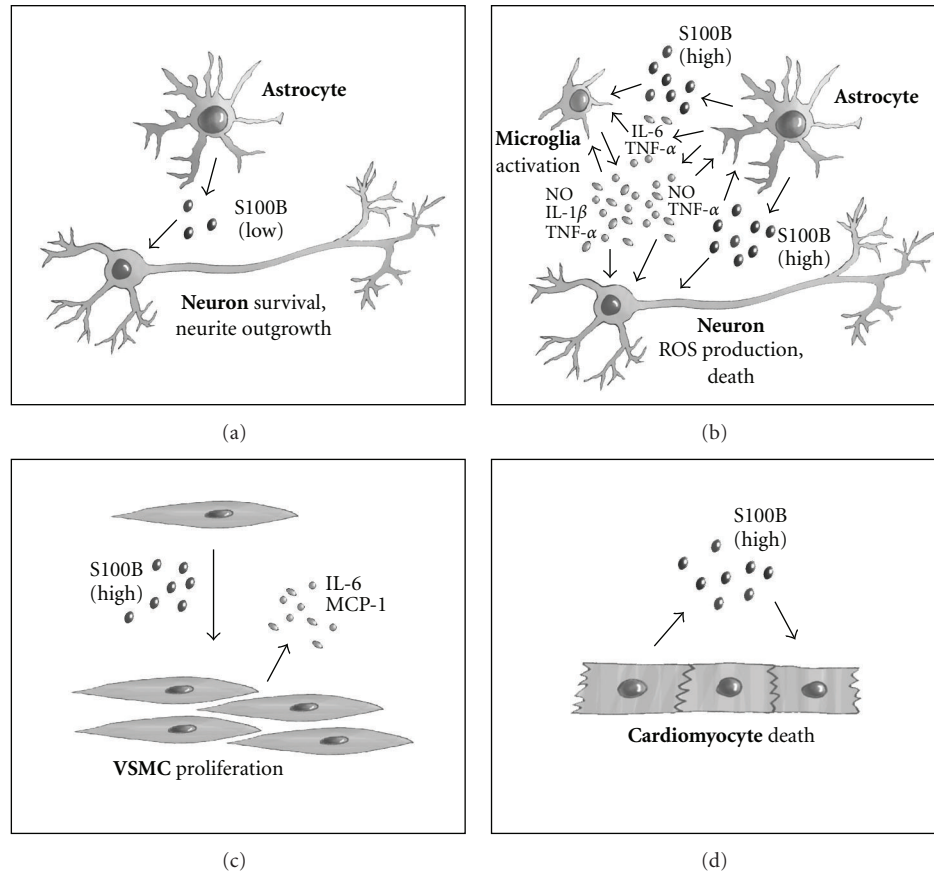 Astrocyte
S100B
(low)
Neuron survival,
neurite outgrowth
(a)
S100B
(high)
Astrocyte
Microglia
activation
IL-6
TNF-α
NO
IL-1β
TNF-α
NO
TNF-α
S100B
(high)
Neuron
ROS production,
death
(b)
S100B
(high)
IL-6
MCP-1
VSMC proliferation
(c)
S100B
(high)
Cardiomyocyte death
(d)